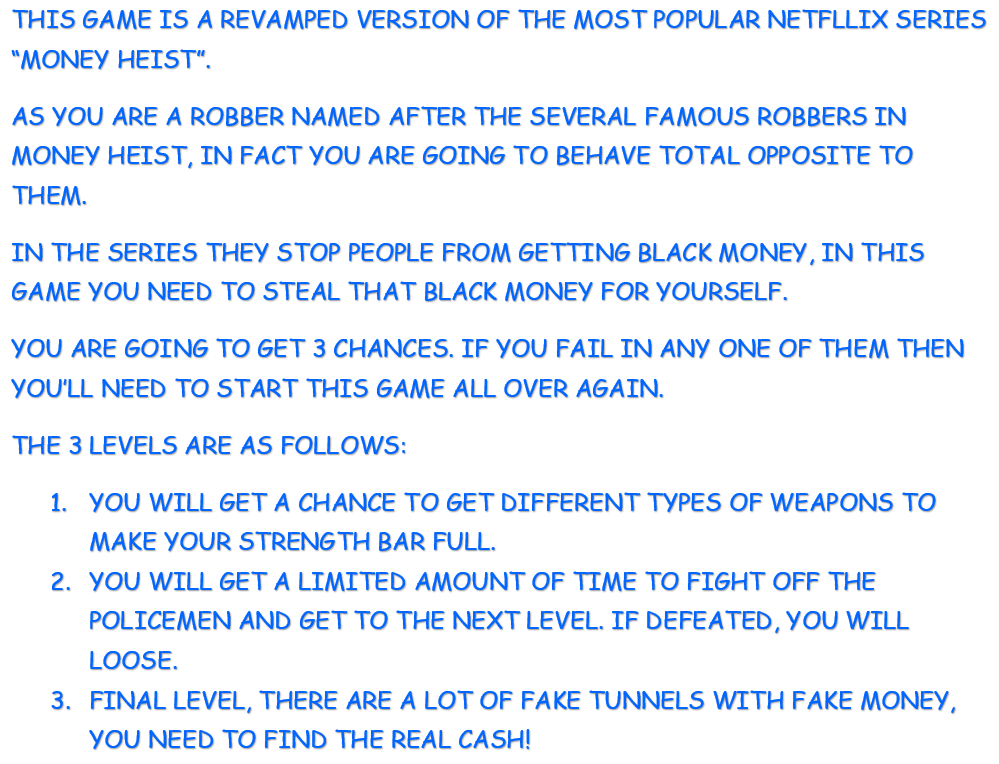 THIS GAME IS A REVAMPED VERSION OF THE MOST POPULAR NETFLLIX SERIES
“MONEY HEIST”.
AS YOU ARE A ROBBER NAMED AFTER THE SEVERAL FAMOUS ROBBERS IN
MONEY HEIST, IN FACT YOU ARE GOING TO BEHAVE TOTAL OPPOSITE TO
THEM.
IN THE SERIES THEY STOP PEOPLE FROM GETTING BLACK MONEY, IN THIS
GAME YOU NEED TO STEAL THAT BLACK MONEY FOR YOURSELF.
YOU ARE GOING TO GET 3 CHANCES. IF YOU FAIL IN ANY ONE OF THEM THEN
YOU’LL NEED TO START THIS GAME ALL OVER AGAIN.
THE 3 LEVELS ARE AS FOLLOWS:
1. YOU WILL GET A CHANCE TO GET DIFFERENT TYPES OF WEAPONS TO
MAKE YOUR STRENGTH BAR FULL.
2. YOU WILL GET A LIMITED AMOUNT OF TIME TO FIGHT OFF THE
POLICEMEN AND GET TO THE NEXT LEVEL. IF DEFEATED, YOU WILL
LOOSE.
3. FINAL LEVEL, THERE ARE A LOT OF FAKE TUNNELS WITH FAKE MONEY,
YOU NEED TO FIND THE REAL CASH!